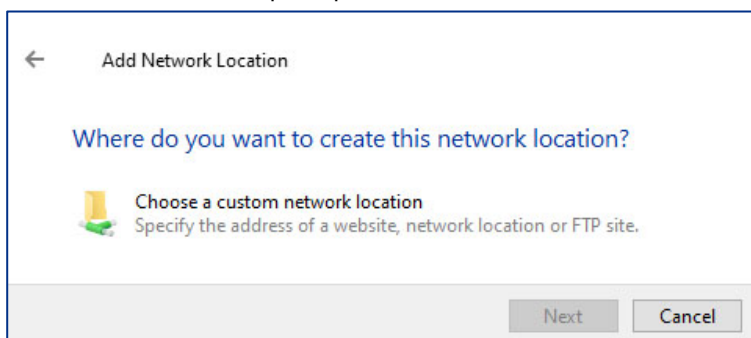 Add Network Location
Where do you want to create this network location?
Choose a custom network location
Specify the address of a website, network location or FTP site.
Next
Cancel